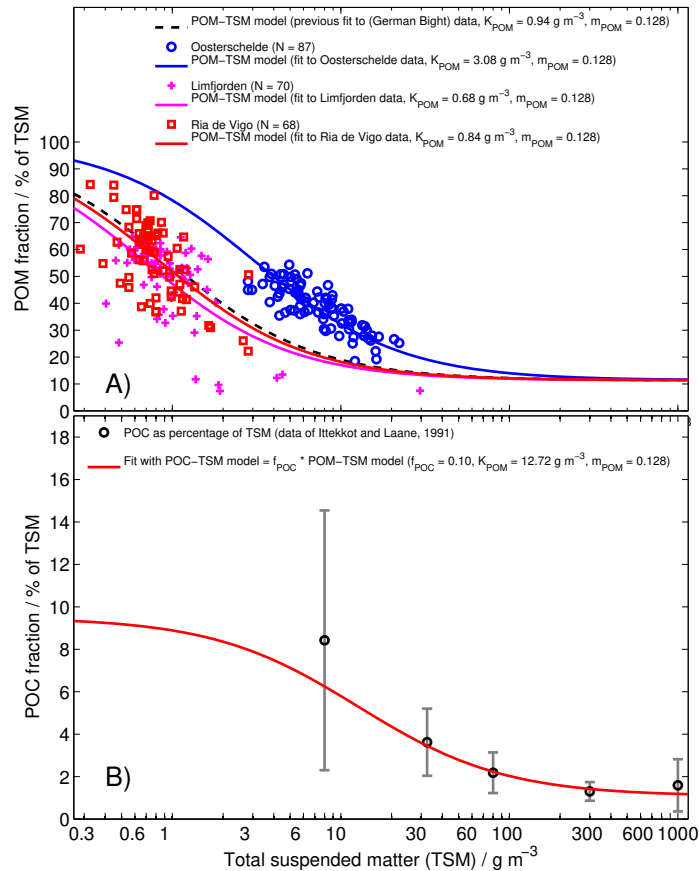 POM−TSM model (previous fit to (German Bight) data, K_POM = 0.94 g m⁻³, m_POM = 0.128)
Oosterschelde (N = 87)
POM−TSM model (fit to Oosterschelde data, K_POM = 3.08 g m⁻³, m_POM = 0.128)
Limfjorden (N = 70)
POM−TSM model (fit to Limfjorden data, K_POM = 0.68 g m⁻³, m_POM = 0.128)
Ria de Vigo (N = 68)
POM−TSM model (fit to Ria de Vigo data, K_POM = 0.84 g m⁻³, m_POM = 0.128)
POM fraction / % of TSM
100
90
80
70
60
50
40
30
20
10
0
A)
POC as percentage of TSM (data of Ittekkot and Laane, 1991)
Fit with POC−TSM model = f_POC * POM−TSM model (f_POC = 0.10, K_POM = 12.72 g m⁻³, m_POM = 0.128)
POC fraction / % of TSM
18
16
14
12
10
8
6
4
2
0
B)
0.3 0.6 1 3 6 10 30 60 100 300 1000
Total suspended matter (TSM) / g m⁻³